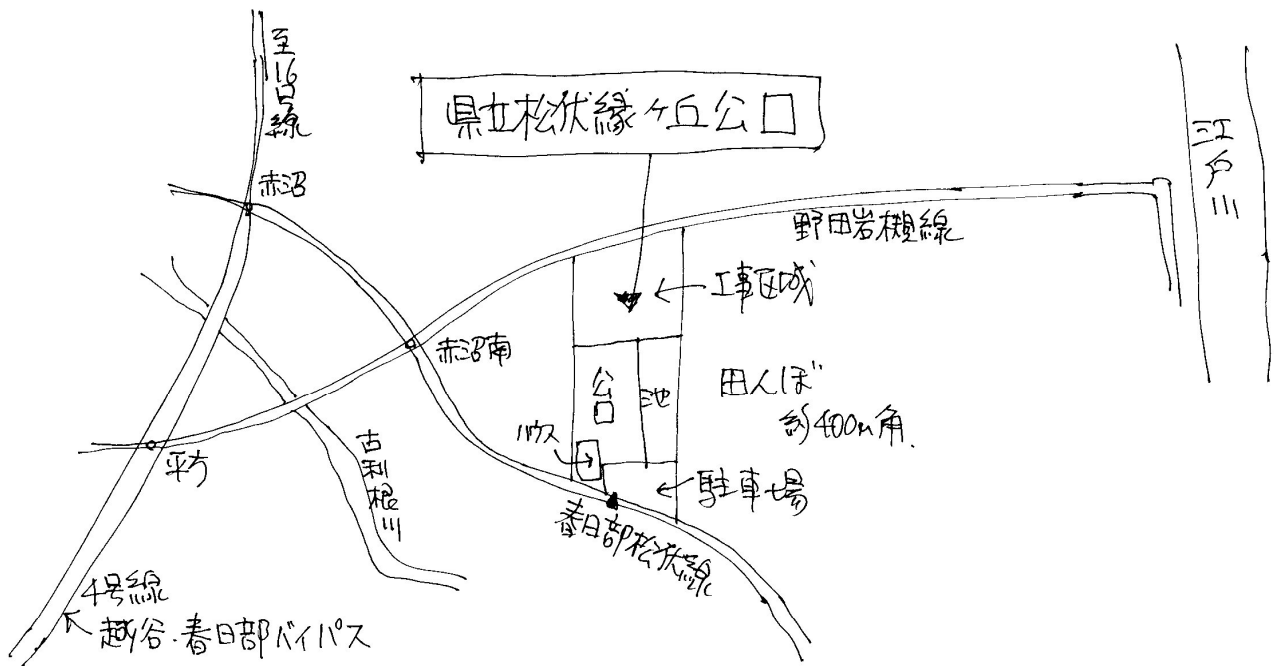 至16号線
県立松伏緑ヶ丘公口
赤沼
江戸川
野田岩槻線
工事区域
赤沼南
公口
池
田んぼ
約400m角.
ハウス
平方
古利根川
駐車場
春日部松伏線
4号線
越谷.春日部バイパス